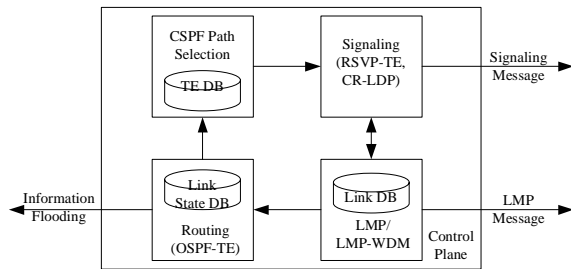 CSPF Path
Selection
TE DB
Signaling
(RSVP-TE,
CR-LDP)
Signaling
Message
Information
Flooding
Link
State DB
Routing
(OSPF-TE)
Link DB
LMP/
LMP-WDM
Control
Plane
LMP
Message